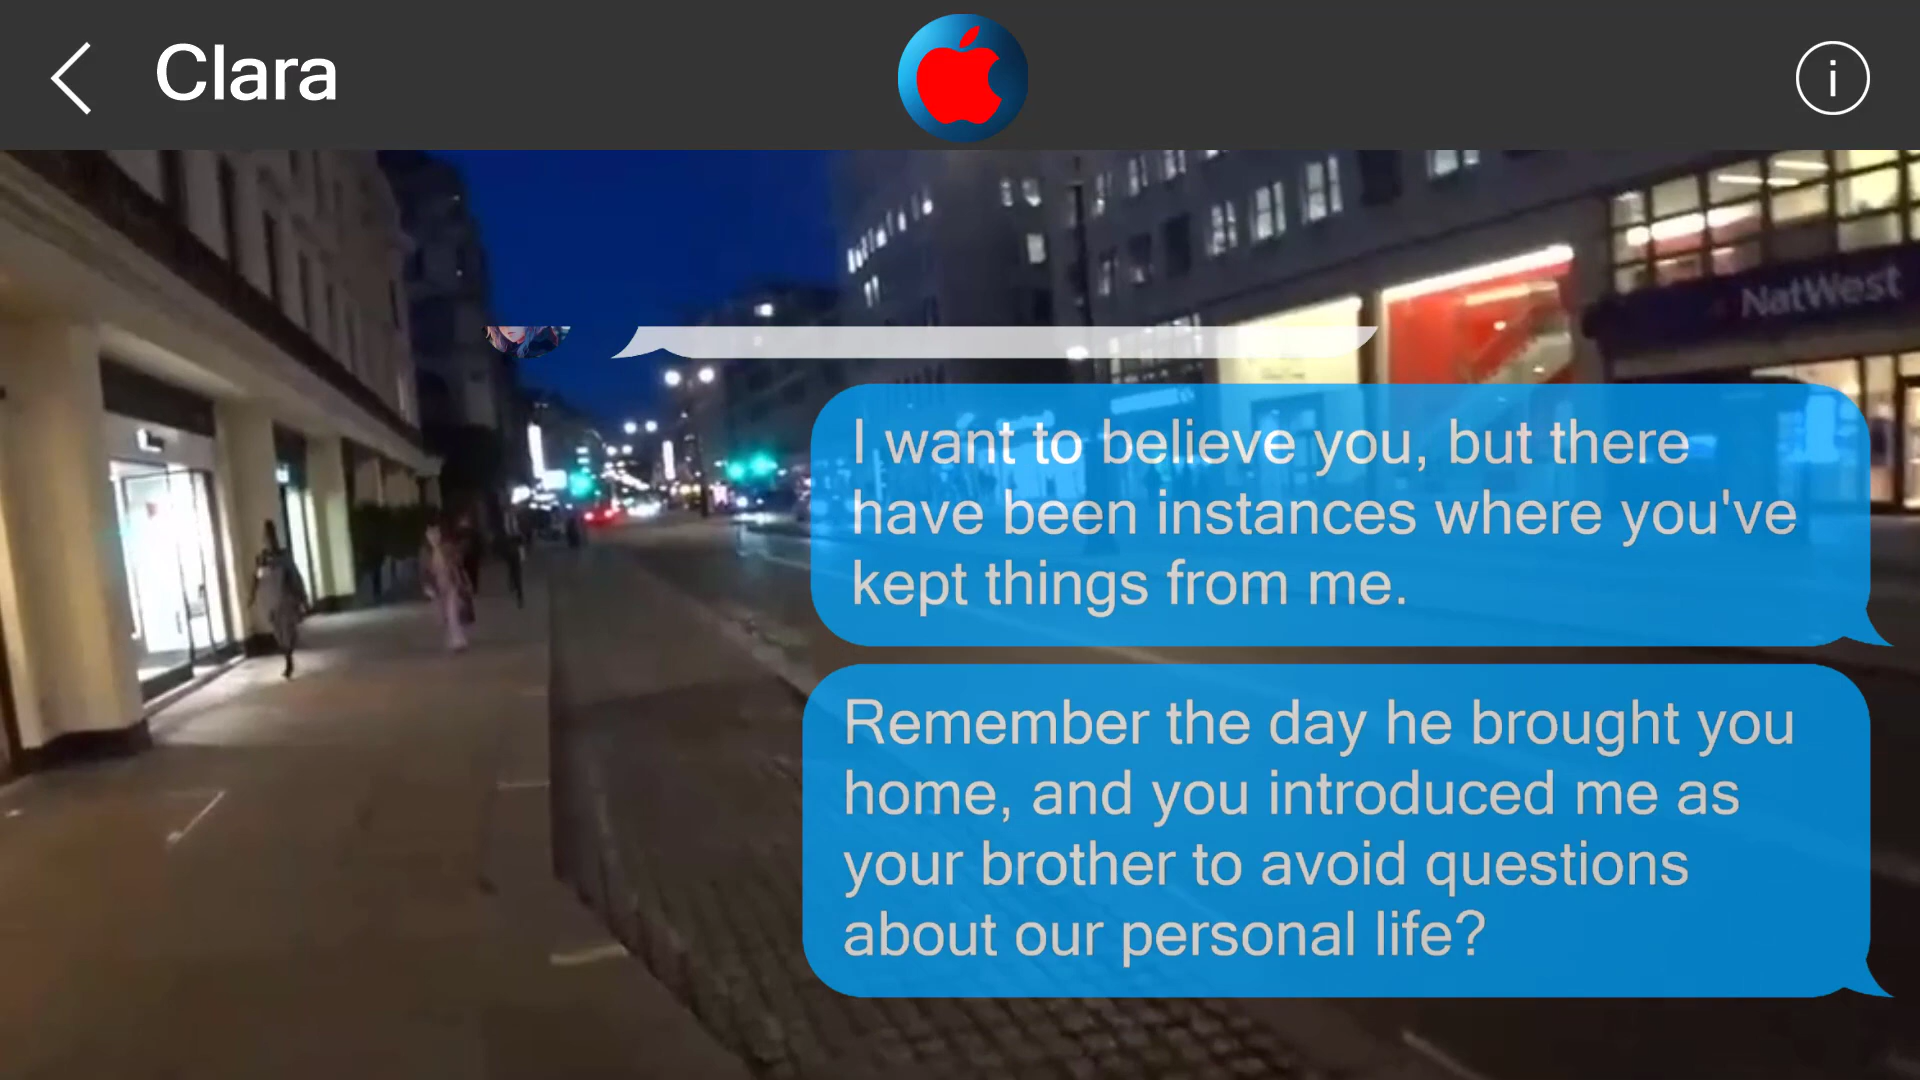 Clara
i
NatWest
I want to believe you, but there
have been instances where you've
kept things from me.
Remember the day he brought you
home, and you introduced me as
your brother to avoid questions
about our personal life?